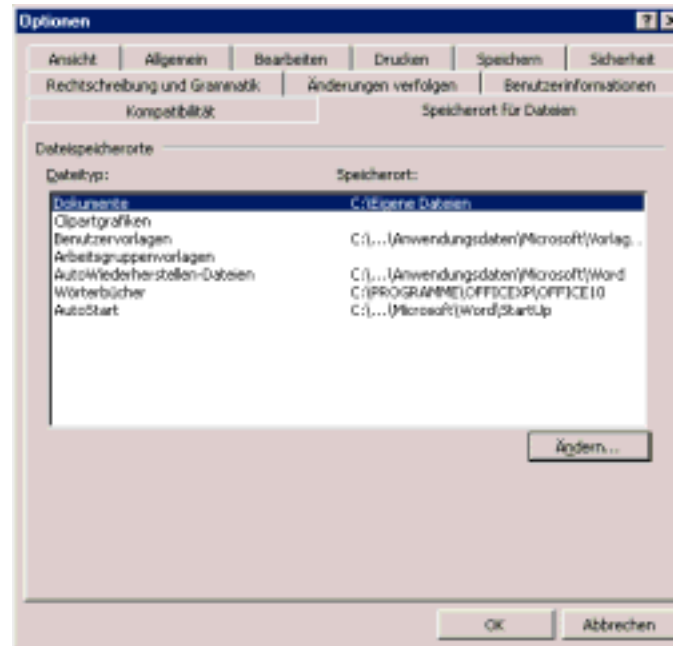 Optionen
Ansicht Allgemein Bearbeiten Drucken Speichern Sicherheit
Rechtschreibung und Grammatik Änderungen verfolgen Benutzerinformationen
Kompatibilität Speicherort für Dateien
Dateispeicherorte
Dateityp: Speicherort:
Dokumente C:\Eigene Dateien
Clipartgrafiken
Benutzervorlagen C:\...\Anwendungsdaten\Microsoft\Vorlag...
Arbeitsgruppenvorlagen
AutoWiederherstellen-Dateien C:\...\Anwendungsdaten\Microsoft\Word
Wörterbücher C:\PROGRAMME\OFFICEXP\OFFICE10
AutoStart C:\...\Microsoft\Word\StartUp
Ändern...
OK Abbrechen